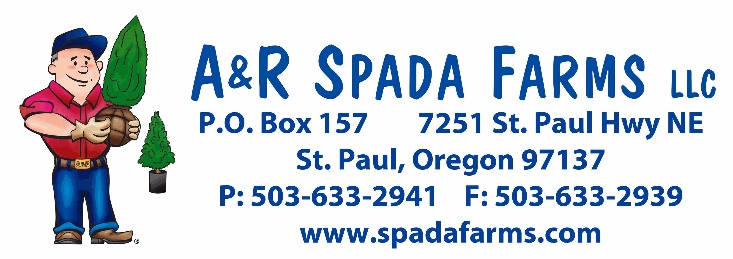 A&R SPADA FARMS LLC
P.O. Box 157 7251 St. Paul Hwy NE
St. Paul, Oregon 97137
P: 503-633-2941 F: 503-633-2939
www.spadafarms.com